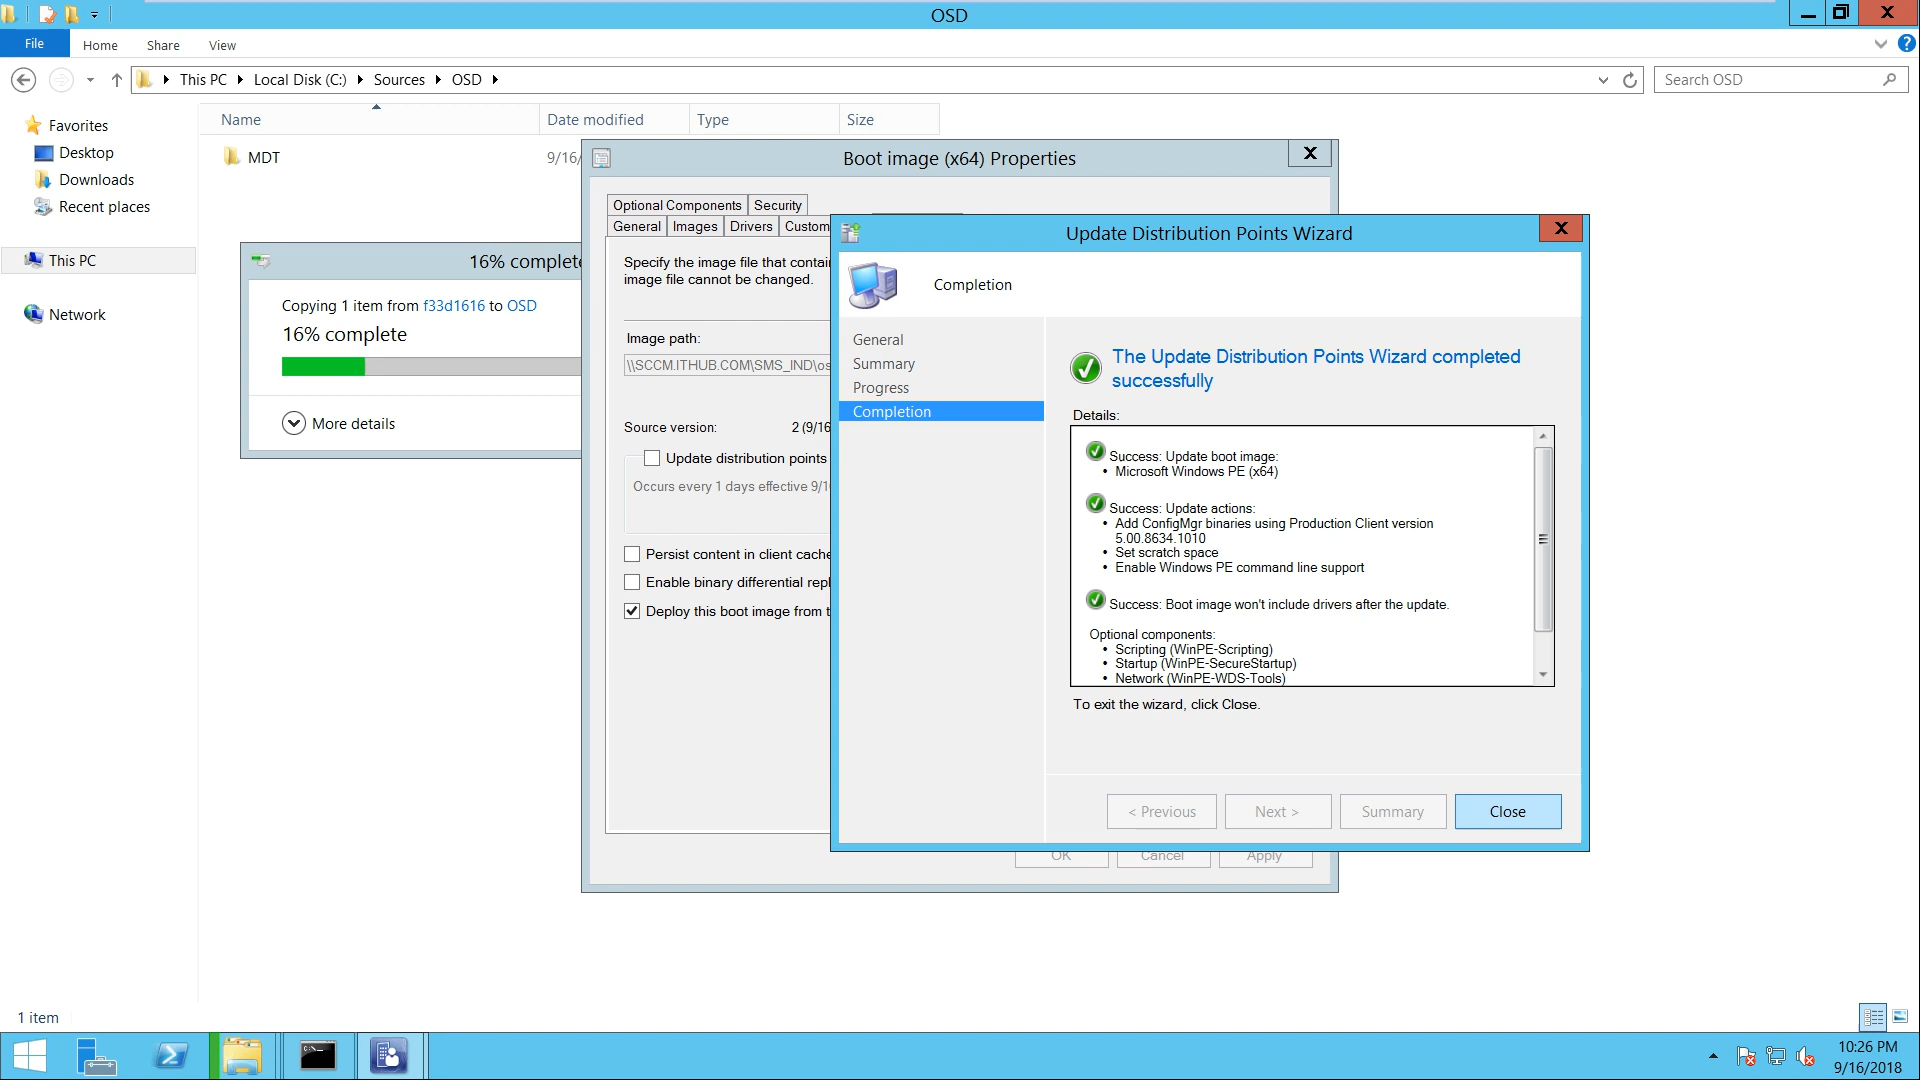 OSD
File
Home
Share
View
This PC
Local Disk (C:)
Sources
OSD
Search OSD
Favorites
Desktop
Downloads
Recent places
This PC
Network
Name
Date modified
Type
Size
MDT
9/16/
16% complete
Copying 1 item from f33d1616 to OSD
16% complete
More details
Boot image (x64) Properties
Optional Components
Security
General
Images
Drivers
Custom
Specify the image file that contai
image file cannot be changed.
Image path:
\\SCCM.ITHUB.COM\SMS_IND\os
Source version:
2 (9/16
Update distribution points
Occurs every 1 days effective 9/1
Persist content in client cache
Enable binary differential repl
Deploy this boot image from t
OK
Cancel
Apply
Update Distribution Points Wizard
Completion
General
Summary
Progress
Completion
The Update Distribution Points Wizard completed
successfully
Details:
Success: Update boot image:
• Microsoft Windows PE (x64)
Success: Update actions:
• Add ConfigMgr binaries using Production Client version
5.00.8634.1010
• Set scratch space
• Enable Windows PE command line support
Success: Boot image won't include drivers after the update.
Optional components:
• Scripting (WinPE-Scripting)
• Startup (WinPE-SecureStartup)
• Network (WinPE-WDS-Tools)
To exit the wizard, click Close.
< Previous
Next >
Summary
Close
1 item
10:26 PM
9/16/2018